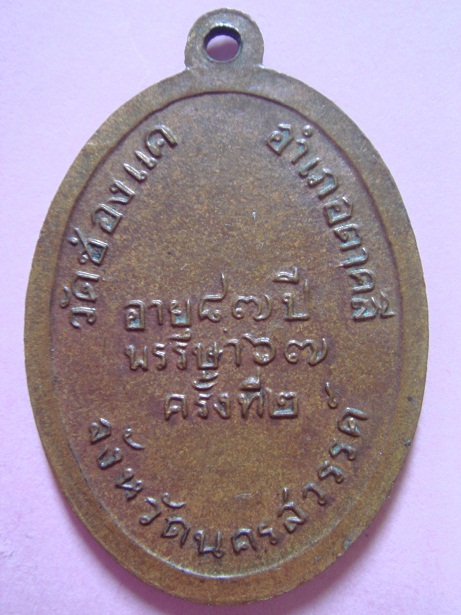 วัดช่องแค
อำเภอตาคลี
อายุ๘๗ปี
พรรษา๖๗
ครั้งที่๒
จังหวัดนครสวรรค์